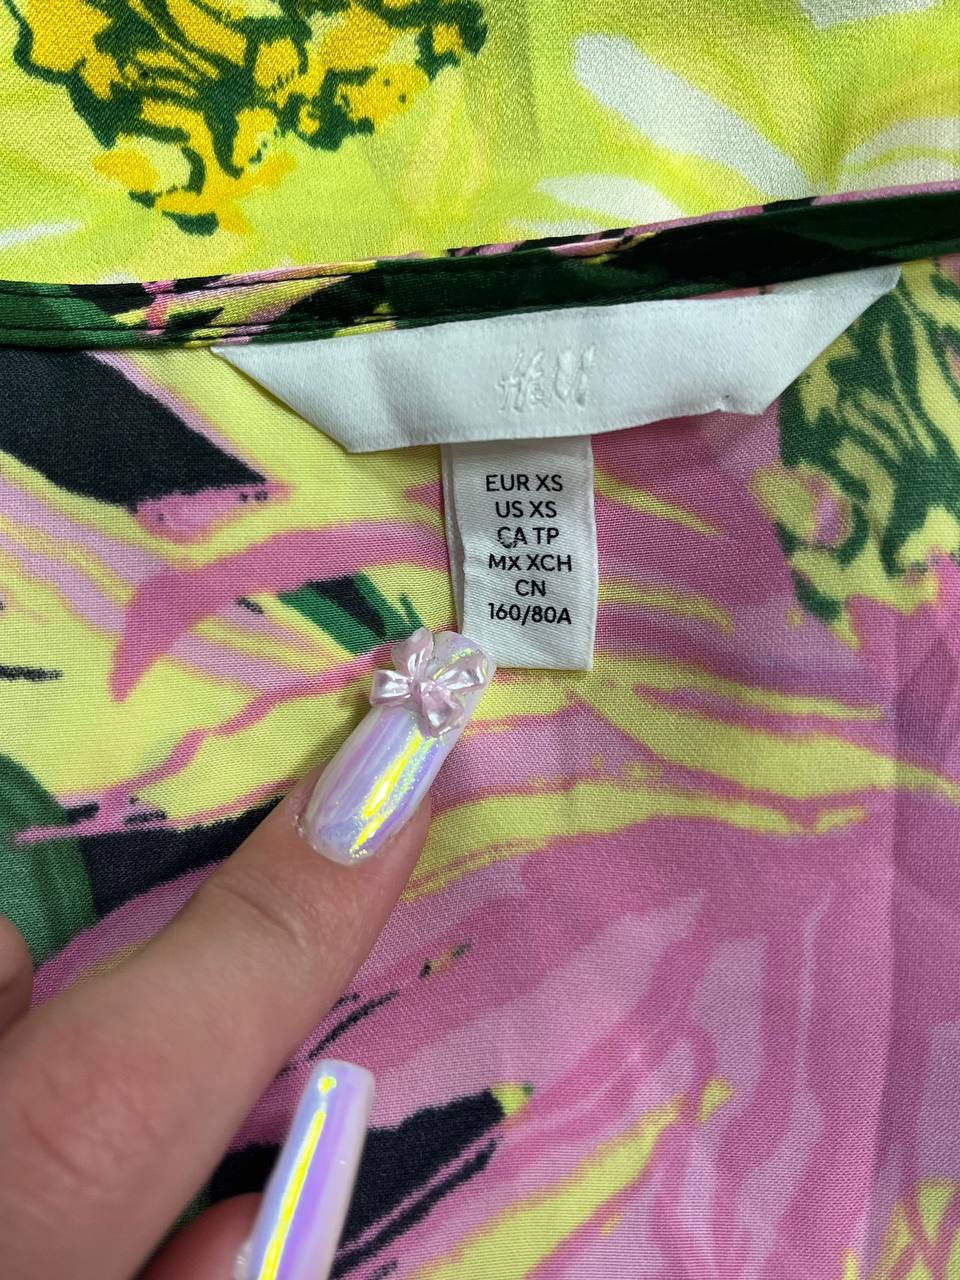 H&M
EUR XS
US XS
CA TP
MX XCH
CN
160/80A